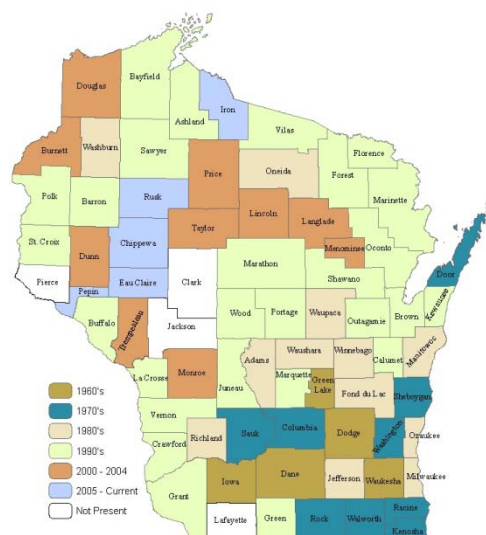 Douglas
Bayfield
Iron
Ashland
Vilas
Burnett
Washburn
Sawyer
Florence
Price
Oneida
Forest
Polk
Barron
Rusk
Marinette
Lincoln
Taylor
Langlade
St. Croix
Chippewa
Menominee
Oconto
Dunn
Marathon
Door
Pierce
Clark
Shawano
Eau Claire
Pepin
Kewaunee
Buffalo
Trempealeau
Jackson
Wood
Portage
Waupaca
Outagamie
Brown
Manitowoc
Waushara
Winnebago
Adams
Calumet
Monroe
La Crosse
Juneau
Marquette
Green
Lake
Fond du Lac
Sheboygan
Vernon
Crawford
Richland
Sauk
Columbia
Dodge
Washington
Ozaukee
Iowa
Dane
Jefferson
Waukesha
Milwaukee
Grant
Lafayette
Green
Rock
Walworth
Racine
Kenosha
1960's
1970's
1980's
1990's
2000 - 2004
2005 - Current
Not Present